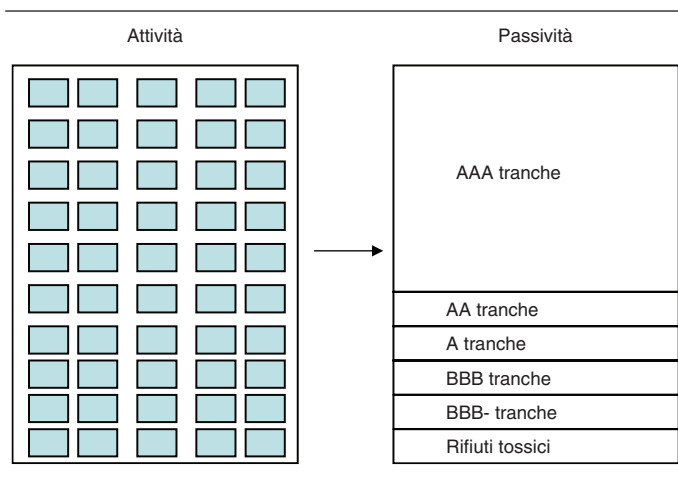 Attività
Passività
AAA tranche
AA tranche
A tranche
BBB tranche
BBB- tranche
Rifiuti tossici